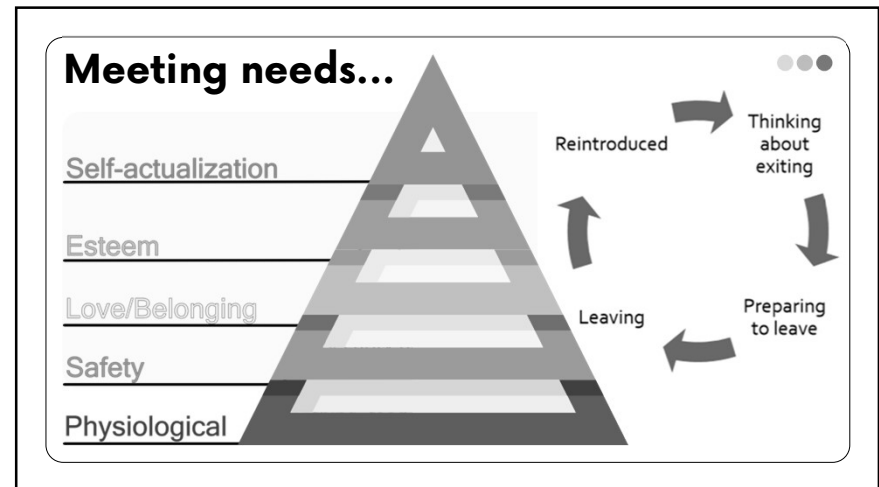 Meeting needs...
Self-actualization
Esteem
Love/Belonging
Safety
Physiological
Reintroduced
Thinking
about
exiting
Preparing
to leave
Leaving